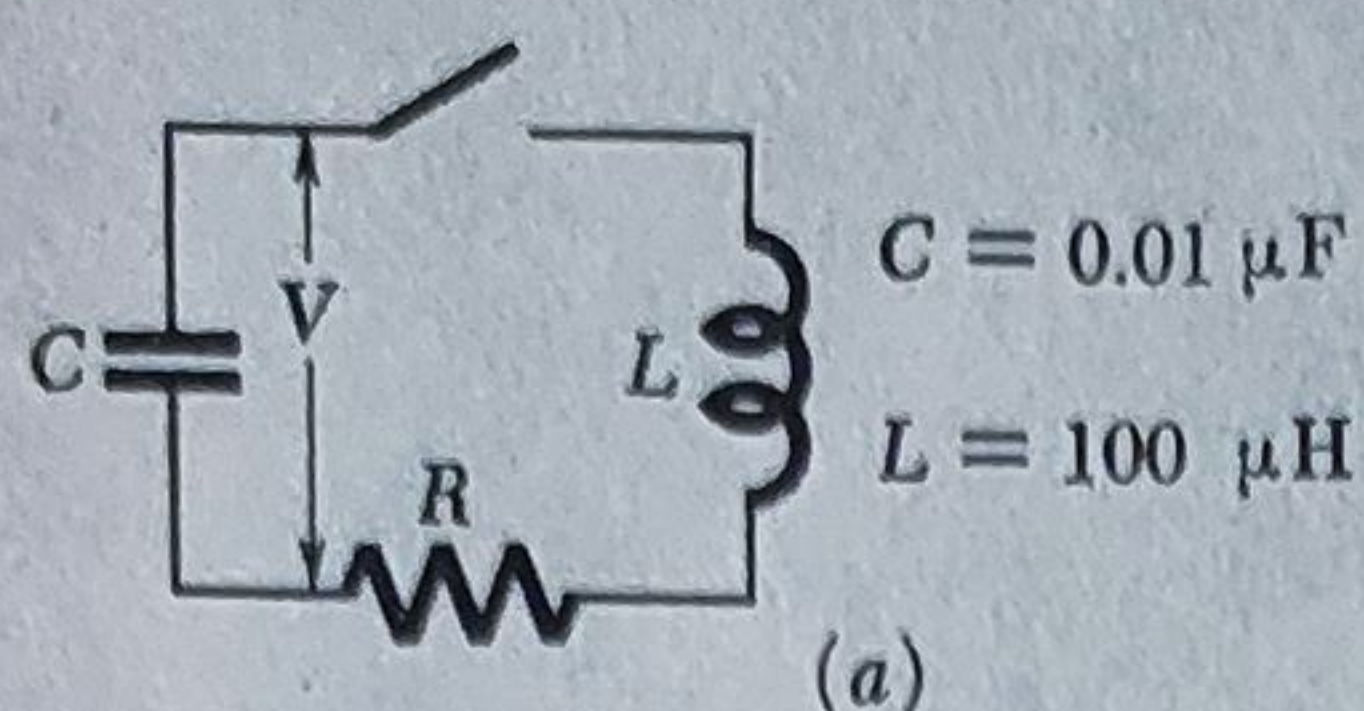 C = 0.01 μF
V
C
L
L = 100 μH
R
(a)